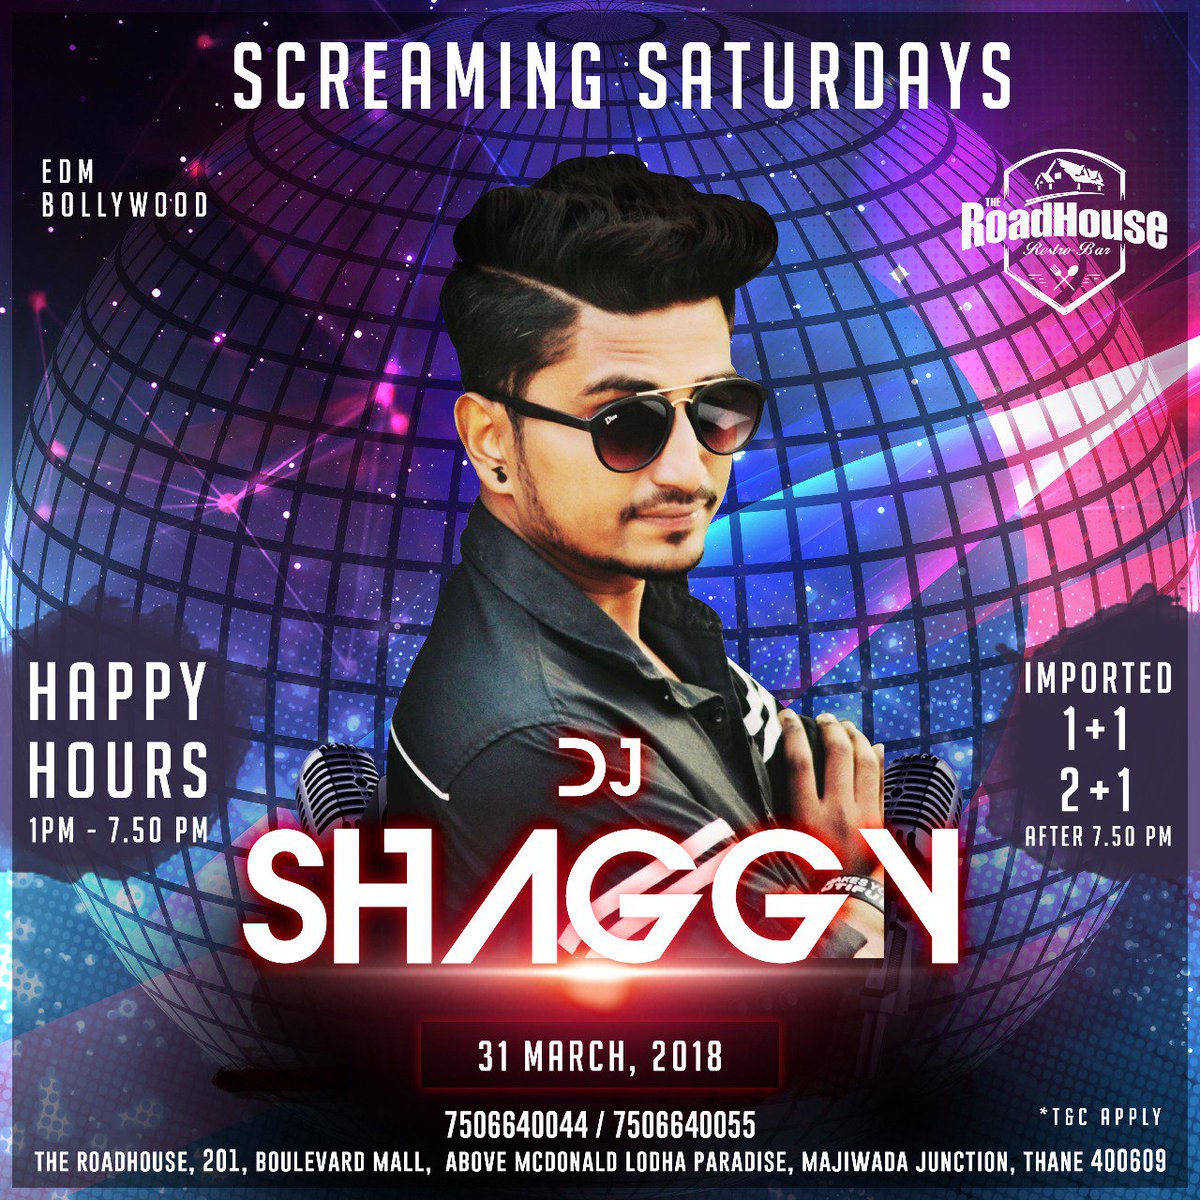 SCREAMING SATURDAYS
EDM
BOLLYWOOD
THE
ROADHOUSE
Restro-Bar
Dior
HAPPY
HOURS
1PM - 7.50 PM
IMPORTED
1+1
2+1
AFTER 7.50 PM
DJ
SHAGGY
31 MARCH, 2018
7506640044 / 7506640055
*T&C APPLY
THE ROADHOUSE, 201, BOULEVARD MALL, ABOVE MCDONALD LODHA PARADISE, MAJIWADA JUNCTION, THANE 400609